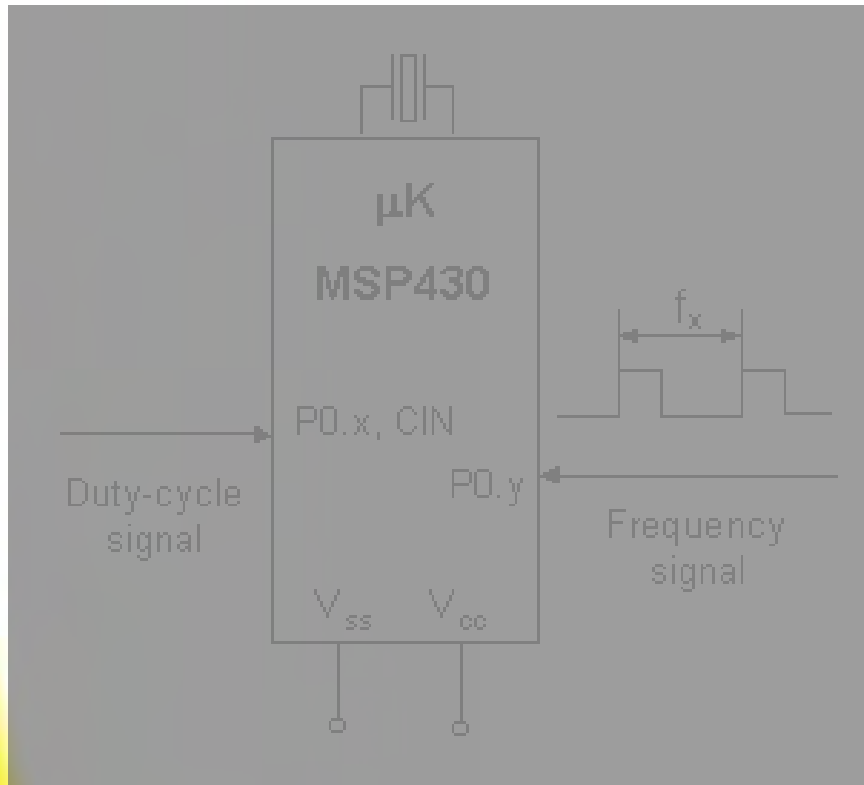 μK
MSP430
f x
P0.x, CIN
P0.y
Duty-cycle
signal
Frequency
signal
V ss
V cc